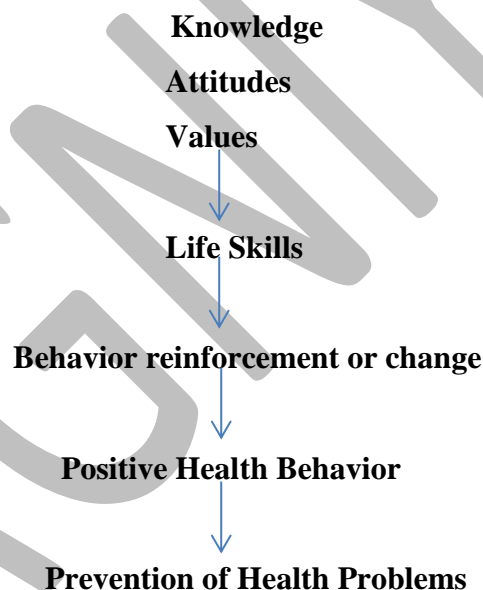 Knowledge
Attitudes
Values
Life Skills
Behavior reinforcement or change
Positive Health Behavior
Prevention of Health Problems